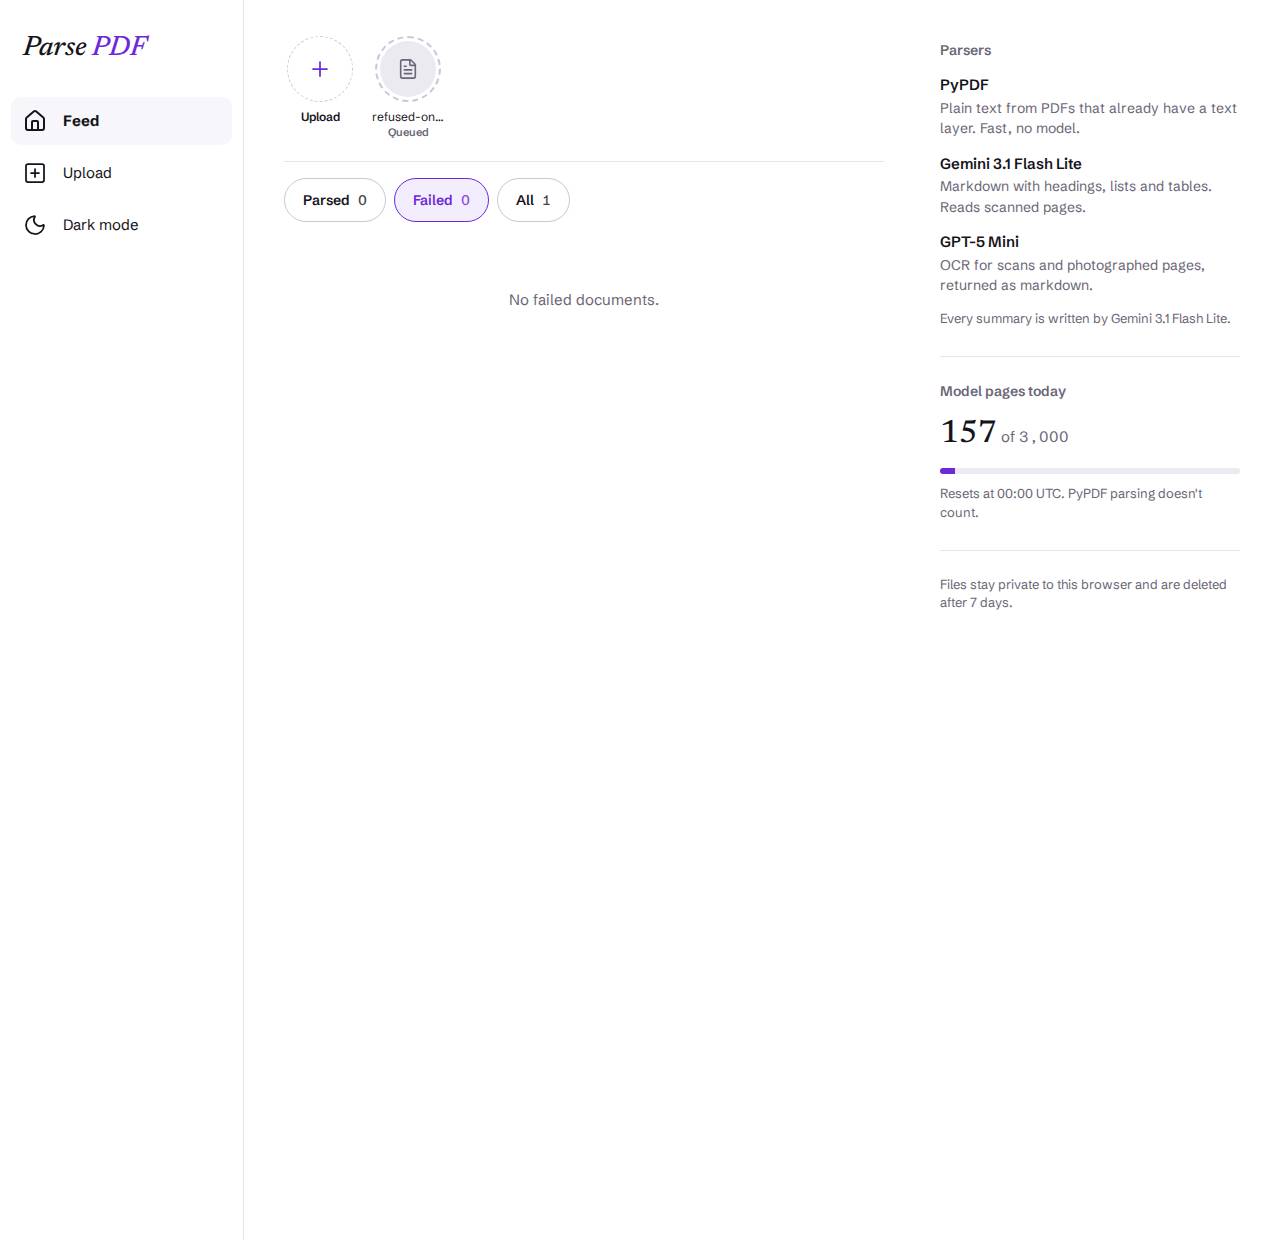 Parse PDF
Feed
Upload
Dark mode
Upload
refused-on...
Queued
Parsed 0
Failed 0
All 1
No failed documents.
Parsers
PyPDF
Plain text from PDFs that already have a text
layer. Fast, no model.
Gemini 3.1 Flash Lite
Markdown with headings, lists and tables.
Reads scanned pages.
GPT-5 Mini
OCR for scans and photographed pages,
returned as markdown.
Every summary is written by Gemini 3.1 Flash Lite.
Model pages today
157 of 3,000
Resets at 00:00 UTC. PyPDF parsing doesn't
count.
Files stay private to this browser and are deleted
after 7 days.